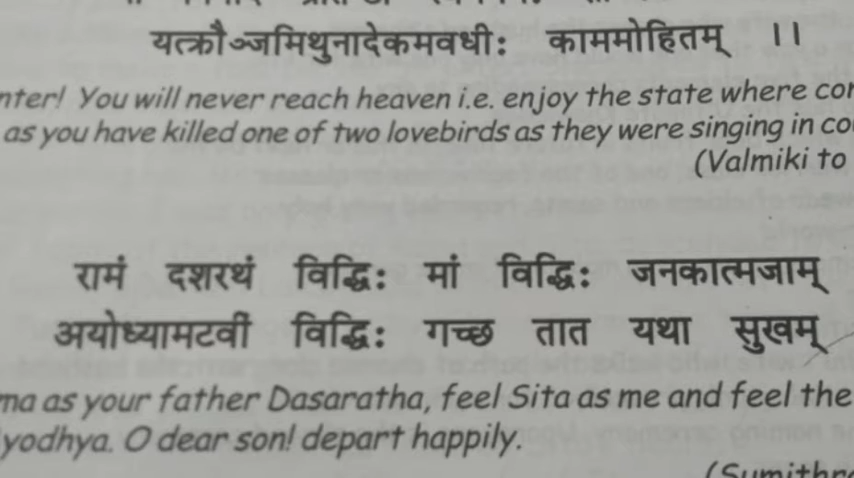 यत्क्रौञ्जमिथुनादेकमवधीः काममोहितम् ।।
nter! You will never reach heaven i.e. enjoy the state where
as you have killed one of two lovebirds as they were singing in
(Valmiki to
रामं दशरथं विद्धिः मां विद्धिः जनकात्मजाम्
अयोध्यामटवीं विद्धिः गच्छ तात यथा सुखम्
ma as your father Dasaratha, feel Sita as me and feel the
yodhya. O dear son! depart happily.